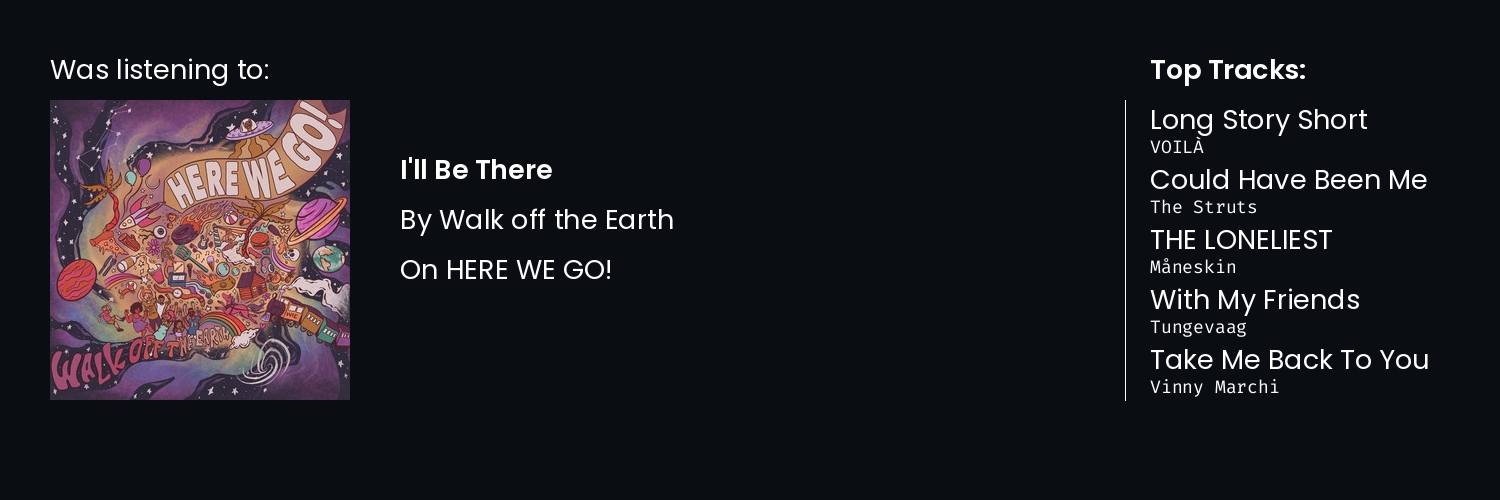 Was listening to:
HERE WE GO!
WALK OFF THE EARTH
I'll Be There
By Walk off the Earth
On HERE WE GO!
Top Tracks:
Long Story Short
VOILÀ
Could Have Been Me
The Struts
THE LONELIEST
Måneskin
With My Friends
Tungevaag
Take Me Back To You
Vinny Marchi